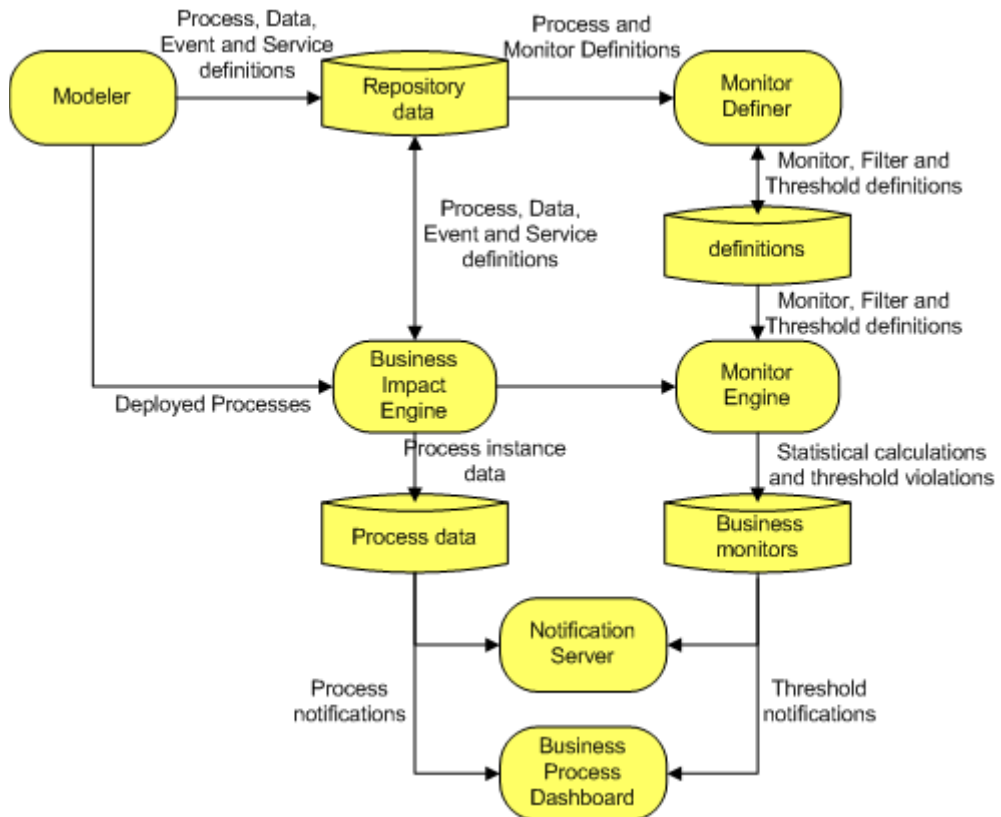 Process, Data,
Event and Service
definitions
Process and
Monitor Definitions
Modeler
Repository
data
Monitor
Definer
Monitor, Filter and
Threshold definitions
Process, Data,
Event and Service
definitions
definitions
Monitor, Filter and
Threshold definitions
Business
Impact
Engine
Monitor
Engine
Deployed Processes
Process instance
data
Statistical calculations
and threshold violations
Process data
Business
monitors
Notification
Server
Process
notifications
Threshold
notifications
Business
Process
Dashboard